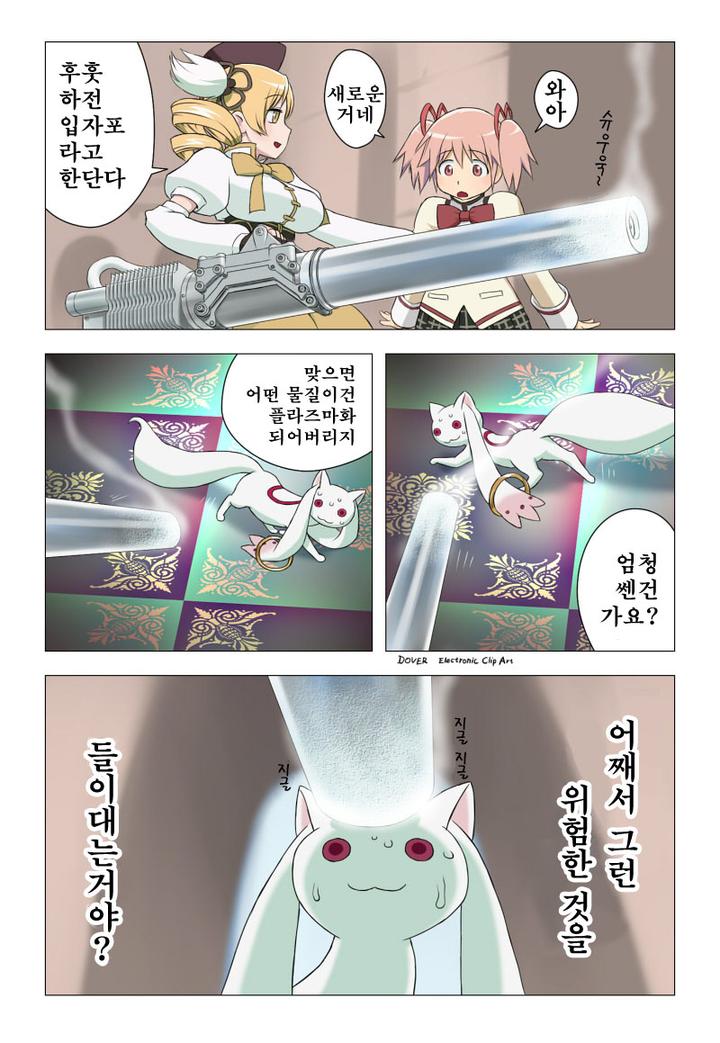 와아
슈우우욱~
새로운
거네
후훗
하전
입자포
라고
한단다
엄청
쎈건
가요?
맞으면
어떤 물질이건
플라즈마화
되어버리지
DOVER Electronic Clip Art
어째서 그런
위험한 것을
지글
지글 지글
들이대는거야?